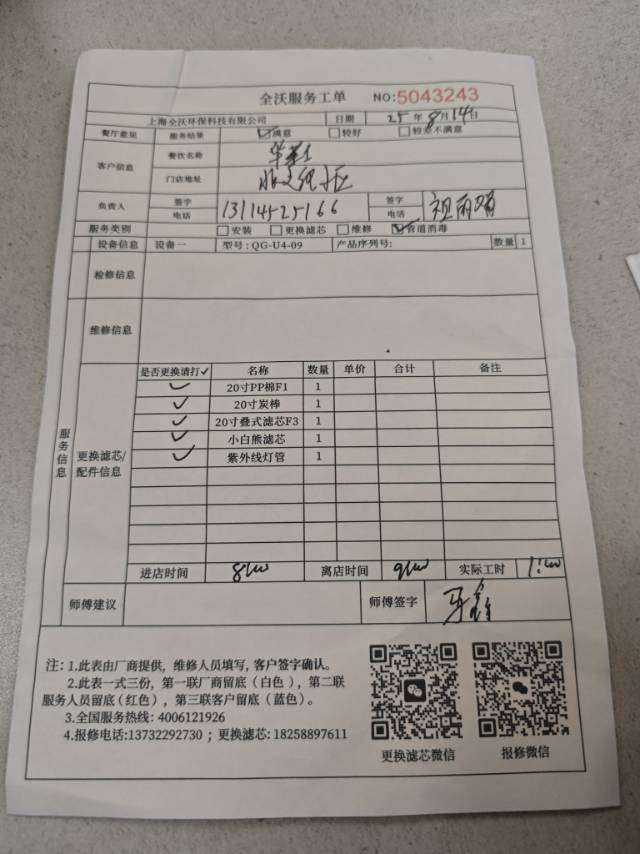 全沃服务工单 NO:5043243
上海全沃环保科技有限公司 日期 25年8月14日
餐厅意见 服务结果 ☑满意 □较好 □特差不满意
客户信息 餐饮名称
门店地址
负责人 签字 电话 13114525166 签字 电话
服务类别 □安装 □更换滤芯 □维修 ☑管道消毒
设备信息 设备一 型号:QG-U4-09 产品序列号: 数量 1
检修信息
维修信息
服务信息
更换滤芯/配件信息
是否更换请打✓ 名称 数量 单价 合计 备注
✓ 20寸PP棉F1 1
✓ 20寸炭棒 1
✓ 20寸叠式滤芯F3 1
✓ 小白熊滤芯 1
✓ 紫外线灯管 1
进店时间 8:00 离店时间 9:00 实际工时 1:00
师傅建议 师傅签字
注:1.此表由厂商提供，维修人员填写,客户签字确认。
2.此表一式三份，第一联厂商留底(白色)，第二联
服务人员留底(红色)，第三联客户留底(蓝色)。
3.全国服务热线: 4006121926
4.报修电话:13732292730 ; 更换滤芯: 18258897611
更换滤芯微信 报修微信